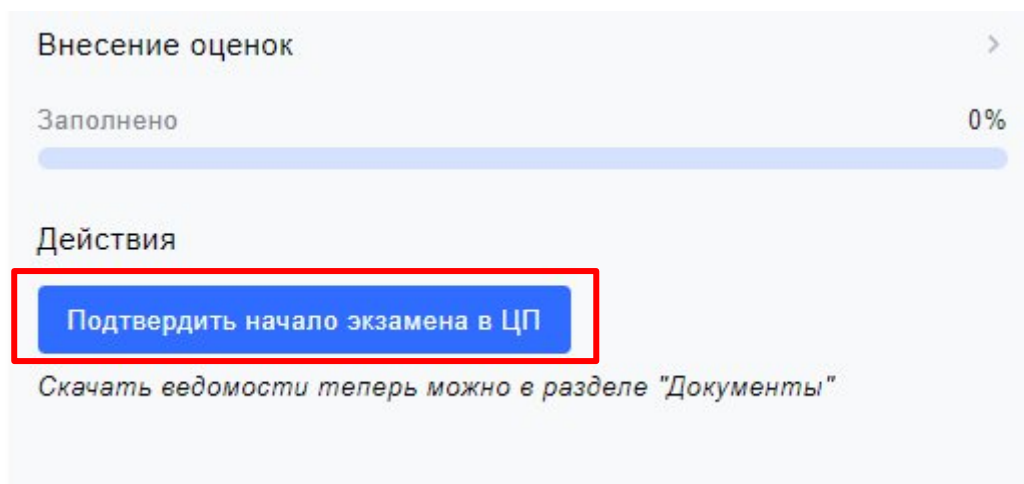 Внесение оценок
Заполнено 0%
Действия
Подтвердить начало экзамена в ЦП
Скачать ведомости теперь можно в разделе "Документы"